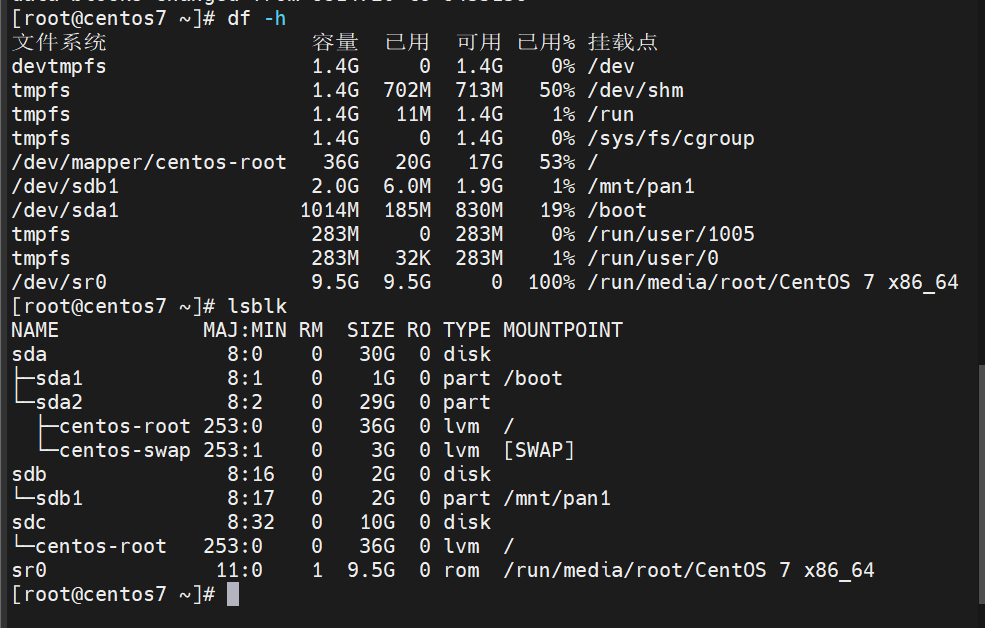 [root@centos7 ~]# df -h
文件系统                 容量  已用  可用 已用% 挂载点
devtmpfs                 1.4G     0  1.4G    0% /dev
tmpfs                    1.4G  702M  713M   50% /dev/shm
tmpfs                    1.4G   11M  1.4G    1% /run
tmpfs                    1.4G     0  1.4G    0% /sys/fs/cgroup
/dev/mapper/centos-root   36G   20G   17G   53% /
/dev/sdb1                2.0G  6.0M  1.9G    1% /mnt/pan1
/dev/sda1               1014M  185M  830M   19% /boot
tmpfs                    283M     0  283M    0% /run/user/1005
tmpfs                    283M   32K  283M    1% /run/user/0
/dev/sr0                 9.5G  9.5G     0  100% /run/media/root/CentOS 7 x86_64
[root@centos7 ~]# lsblk
NAME            MAJ:MIN RM  SIZE RO TYPE MOUNTPOINT
sda               8:0    0   30G  0 disk
├─sda1            8:1    0    1G  0 part /boot
└─sda2            8:2    0   29G  0 part
  ├─centos-root 253:0    0   36G  0 lvm  /
  └─centos-swap 253:1    0    3G  0 lvm  [SWAP]
sdb               8:16   0    2G  0 disk
└─sdb1            8:17   0    2G  0 part /mnt/pan1
sdc               8:32   0   10G  0 disk
└─centos-root   253:0    0   36G  0 lvm  /
sr0              11:0    1  9.5G  0 rom  /run/media/root/CentOS 7 x86_64
[root@centos7 ~]#